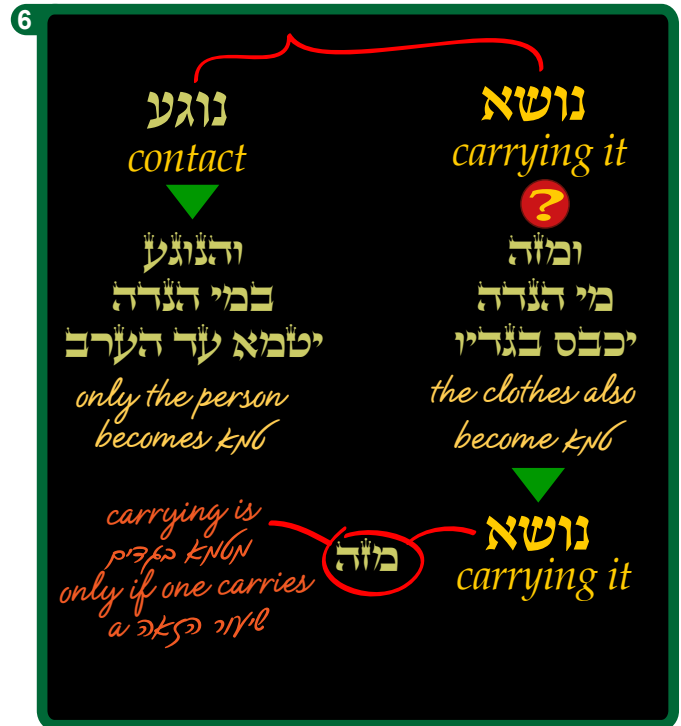 6
נוגע
contact
והנוגע
במי הנדה
יטמא עד הערב
only the person
becomes טמא
נושא
carrying it
?
ומזה
מי הנדה
יכבס בגדיו
the clothes also
become טמא
נושא
carrying it
מזה
carrying is
מטמא בגדים
only if one carries
a שיעור הזאה